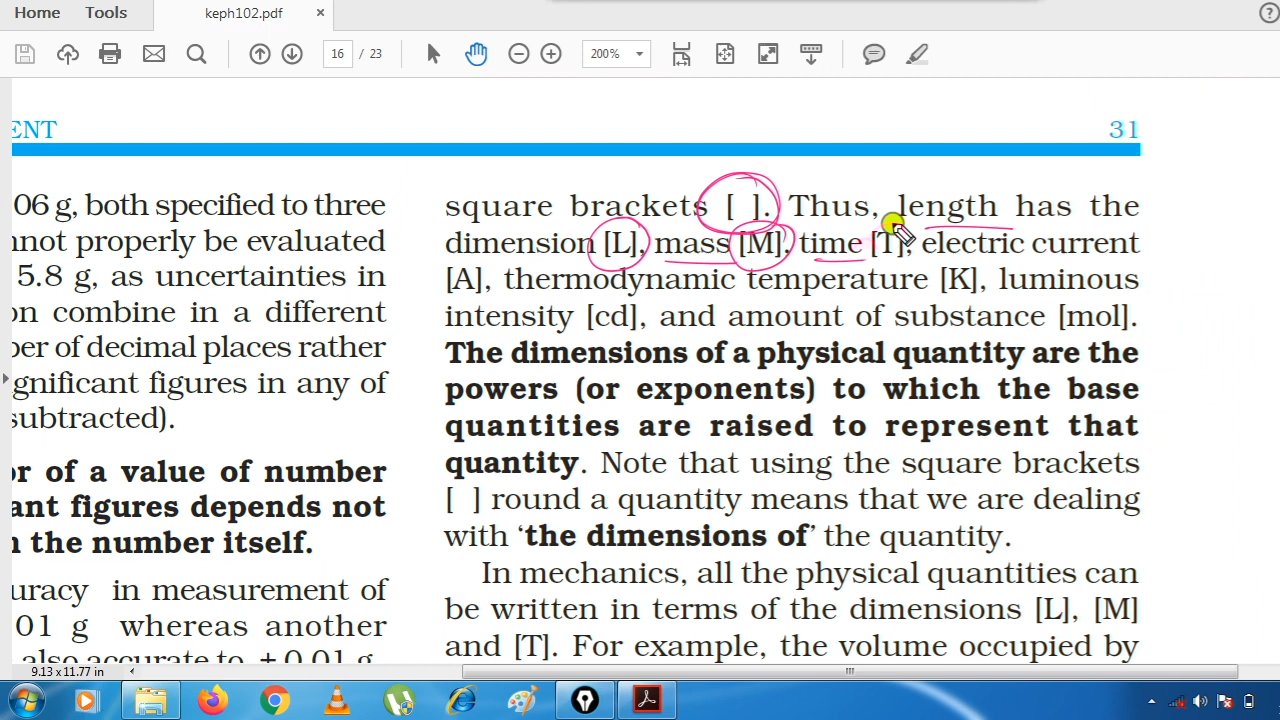 Home Tools keph102.pdf ×
16 / 23 200%
ENT 31
06 g, both specified to three
nnot properly be evaluated
5.8 g, as uncertainties in
on combine in a different
per of decimal places rather
gnificant figures in any of
subtracted).
or of a value of number
ant figures depends not
n the number itself.
uracy in measurement of
01 g whereas another
also accurate to ± 0.01 g
square brackets [ ]. Thus, length has the
dimension [L], mass [M], time [T], electric current
[A], thermodynamic temperature [K], luminous
intensity [cd], and amount of substance [mol].
The dimensions of a physical quantity are the
powers (or exponents) to which the base
quantities are raised to represent that
quantity. Note that using the square brackets
[ ] round a quantity means that we are dealing
with ‘the dimensions of’ the quantity.
In mechanics, all the physical quantities can
be written in terms of the dimensions [L], [M]
and [T]. For example, the volume occupied by
9.13 x 11.77 in